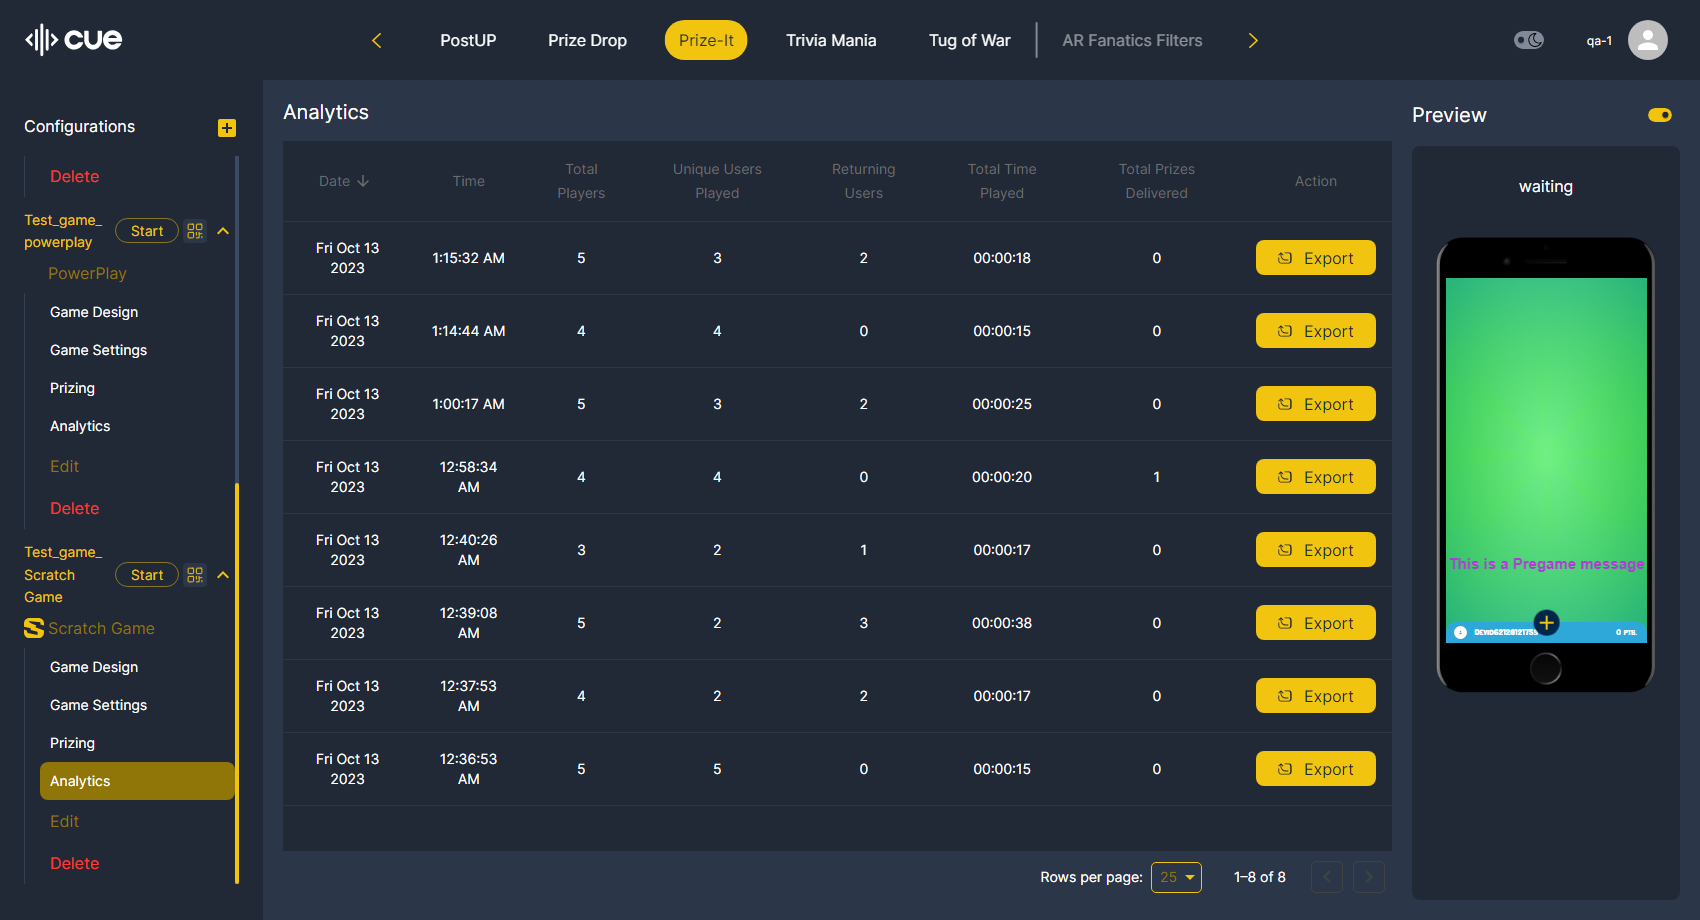 cue
PostUP
Prize Drop
Prize-It
Trivia Mania
Tug of War
AR Fanatics Filters
qa-1
Configurations
Delete
Test_game_
powerplay
Start
PowerPlay
Game Design
Game Settings
Prizing
Analytics
Edit
Delete
Test_game_
Scratch
Game
Start
Scratch Game
Game Design
Game Settings
Prizing
Analytics
Edit
Delete
Analytics
Date
Time
Total
Players
Unique Users
Played
Returning
Users
Total Time
Played
Total Prizes
Delivered
Action
Fri Oct 13
2023
1:15:32 AM
5
3
2
00:00:18
0
Export
Fri Oct 13
2023
1:14:44 AM
4
4
0
00:00:15
0
Export
Fri Oct 13
2023
1:00:17 AM
5
3
2
00:00:25
0
Export
Fri Oct 13
2023
12:58:34
AM
4
4
0
00:00:20
1
Export
Fri Oct 13
2023
12:40:26
AM
3
2
1
00:00:17
0
Export
Fri Oct 13
2023
12:39:08
AM
5
2
3
00:00:38
0
Export
Fri Oct 13
2023
12:37:53
AM
4
2
2
00:00:17
0
Export
Fri Oct 13
2023
12:36:53
AM
5
5
0
00:00:15
0
Export
Rows per page:
25
1–8 of 8
Preview
waiting
This is a Pregame message
0 PTS.